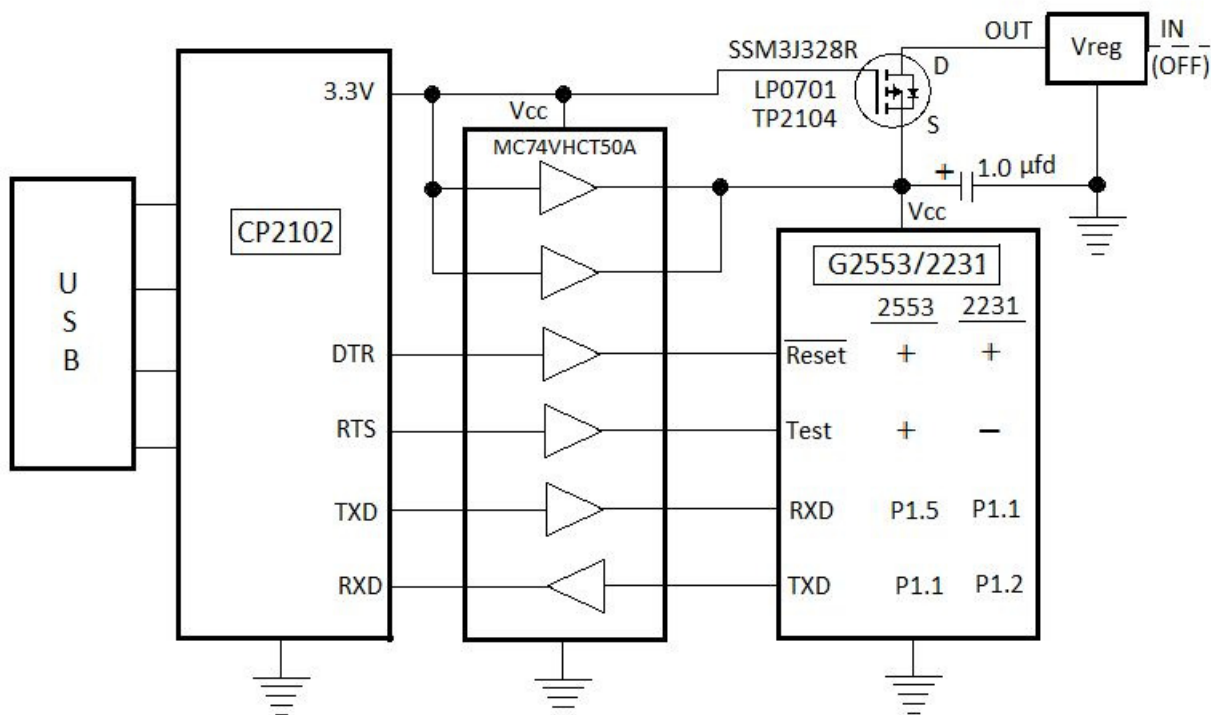 OUT
Vreg
IN
(OFF)
SSM3J328R
LP0701
TP2104
D
S
3.3V
Vcc
MC74VHCT50A
+
1.0 µfd
Vcc
USB
CP2102
G2553/2231
2553 2231
DTR
Reset + +
RTS
Test + −
TXD
RXD P1.5 P1.1
RXD
TXD P1.1 P1.2